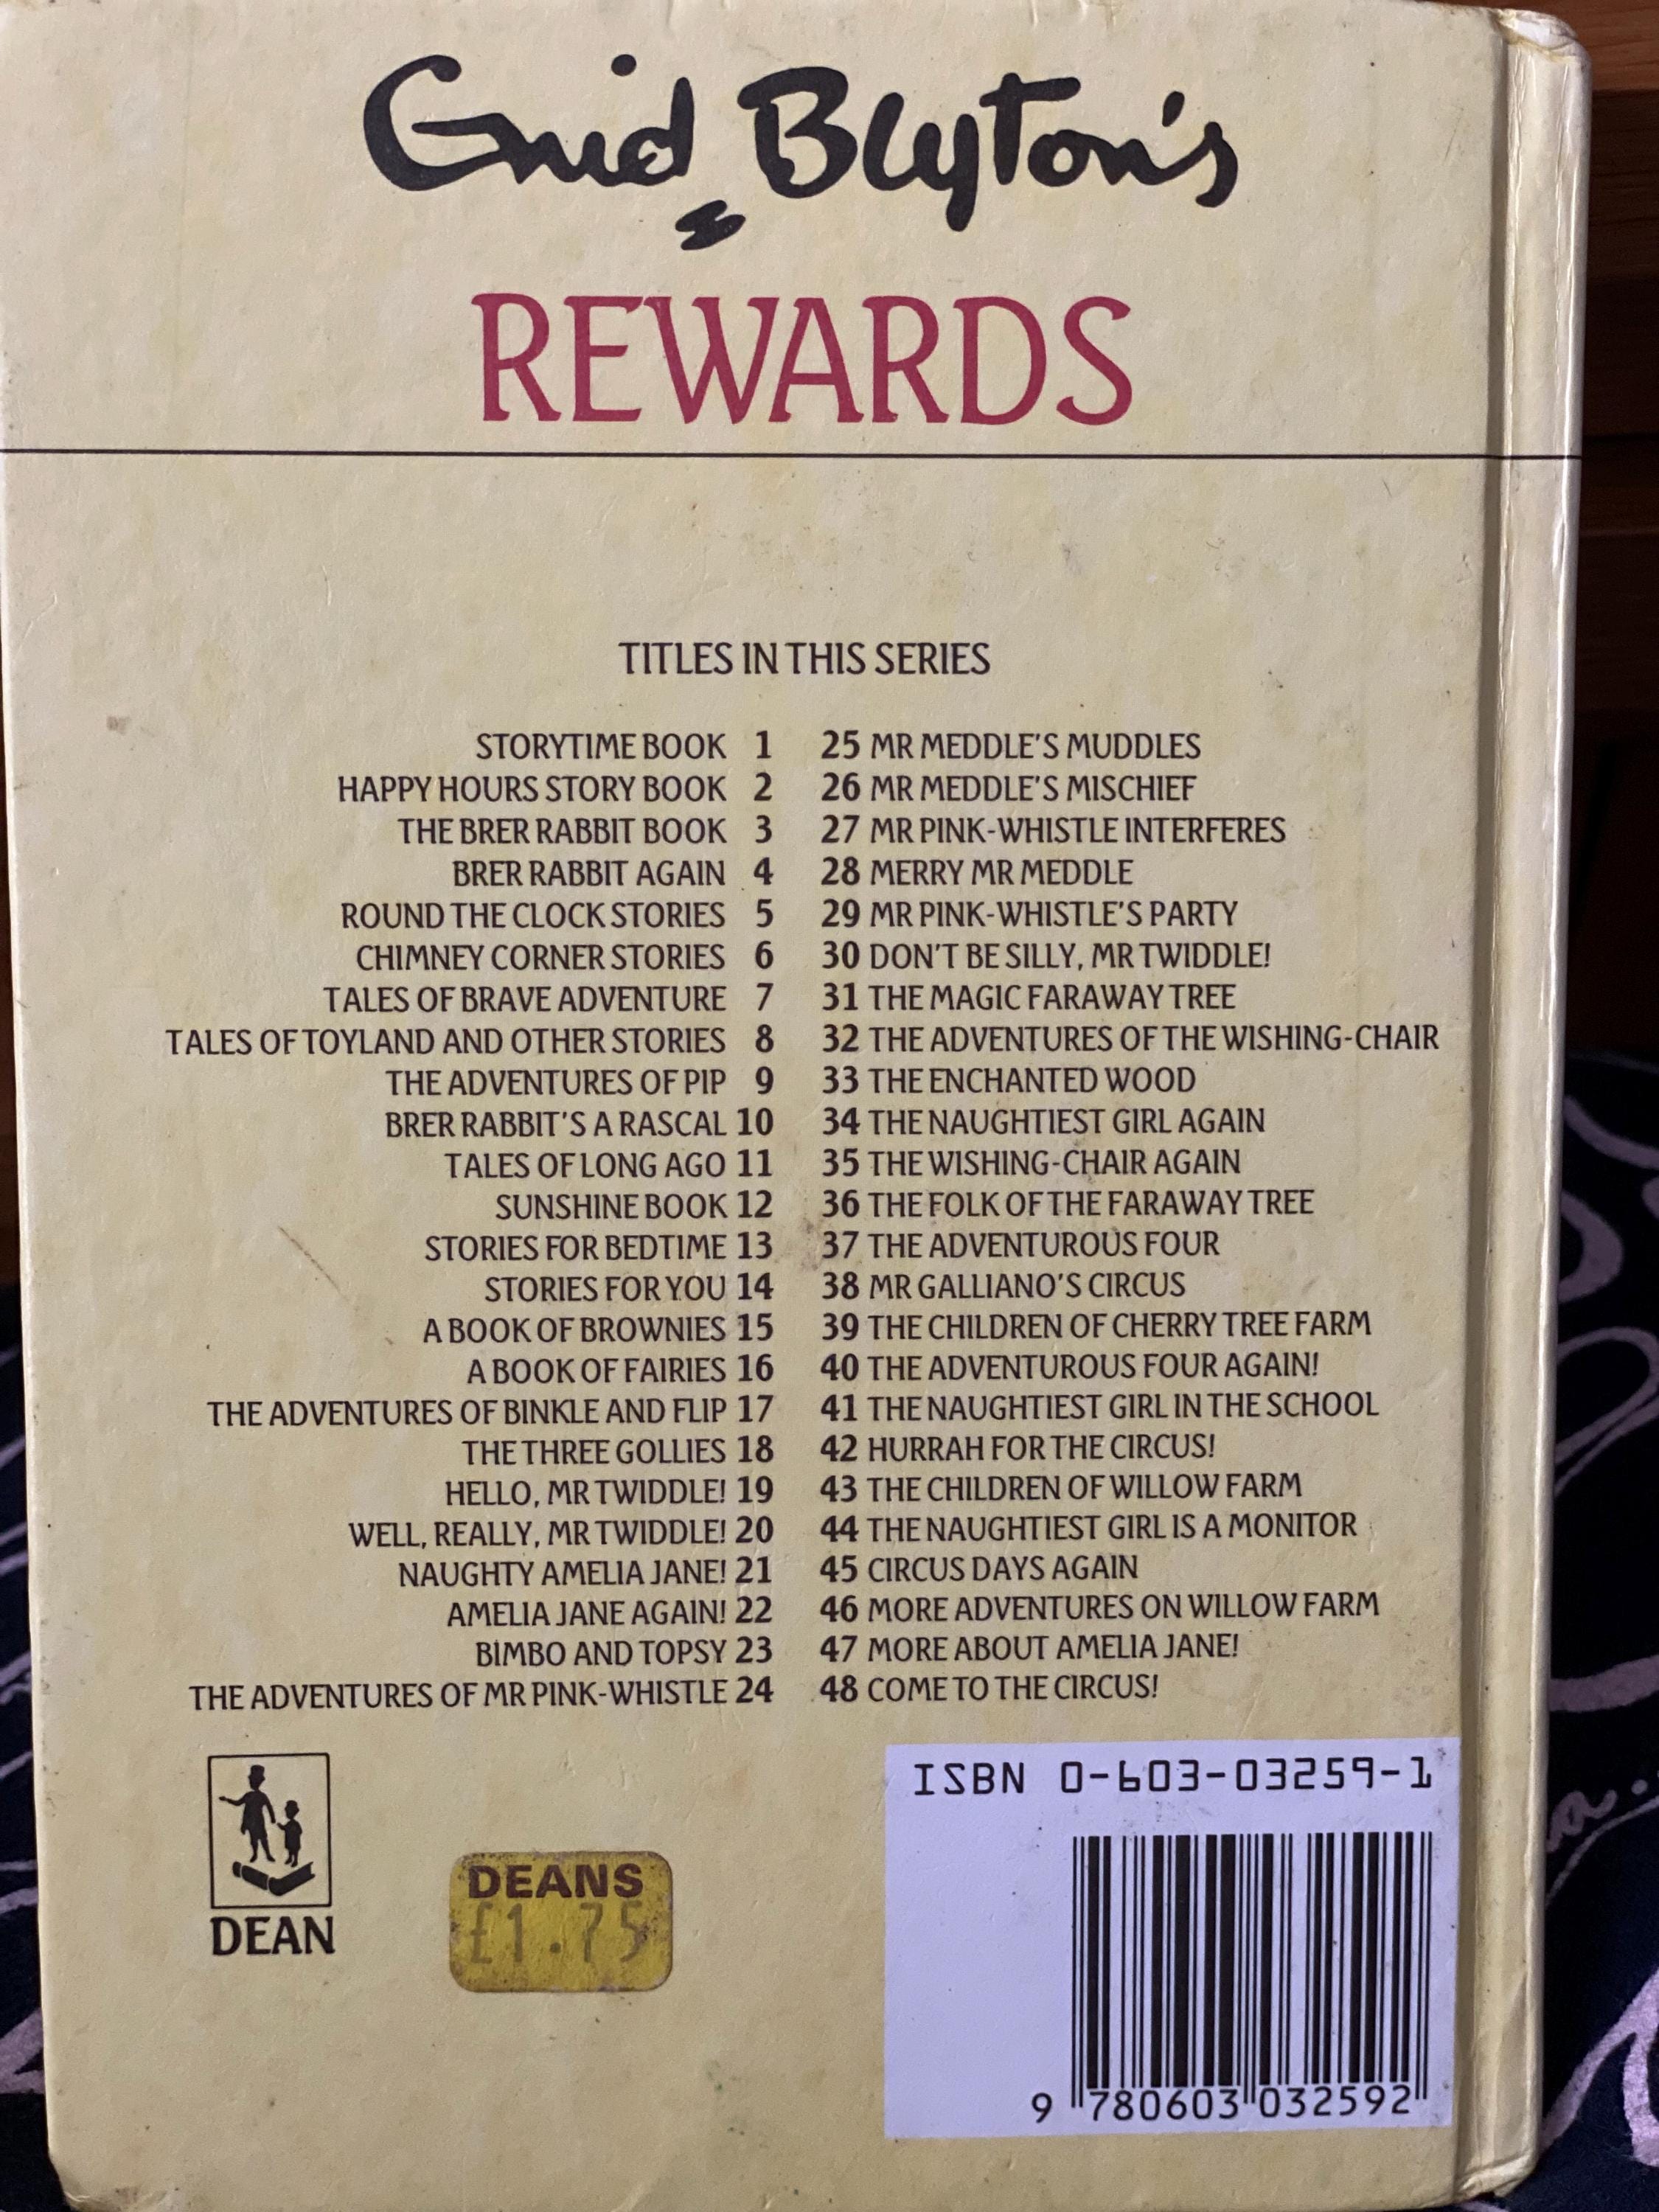 Enid Blyton's
REWARDS
TITLES IN THIS SERIES
STORYTIME BOOK 1
HAPPY HOURS STORY BOOK 2
THE BRER RABBIT BOOK 3
BRER RABBIT AGAIN 4
ROUND THE CLOCK STORIES 5
CHIMNEY CORNER STORIES 6
TALES OF BRAVE ADVENTURE 7
TALES OF TOYLAND AND OTHER STORIES 8
THE ADVENTURES OF PIP 9
BRER RABBIT'S A RASCAL 10
TALES OF LONG AGO 11
SUNSHINE BOOK 12
STORIES FOR BEDTIME 13
STORIES FOR YOU 14
A BOOK OF BROWNIES 15
A BOOK OF FAIRIES 16
THE ADVENTURES OF BINKLE AND FLIP 17
THE THREE GOLLIES 18
HELLO, MR TWIDDLE! 19
WELL, REALLY, MR TWIDDLE! 20
NAUGHTY AMELIA JANE! 21
AMELIA JANE AGAIN! 22
BIMBO AND TOPSY 23
THE ADVENTURES OF MR PINK-WHISTLE 24
25 MR MEDDLE'S MUDDLES
26 MR MEDDLE'S MISCHIEF
27 MR PINK-WHISTLE INTERFERES
28 MERRY MR MEDDLE
29 MR PINK-WHISTLE'S PARTY
30 DON'T BE SILLY, MR TWIDDLE!
31 THE MAGIC FARAWAY TREE
32 THE ADVENTURES OF THE WISHING-CHAIR
33 THE ENCHANTED WOOD
34 THE NAUGHTIEST GIRL AGAIN
35 THE WISHING-CHAIR AGAIN
36 THE FOLK OF THE FARAWAY TREE
37 THE ADVENTUROUS FOUR
38 MR GALLIANO'S CIRCUS
39 THE CHILDREN OF CHERRY TREE FARM
40 THE ADVENTUROUS FOUR AGAIN!
41 THE NAUGHTIEST GIRL IN THE SCHOOL
42 HURRAH FOR THE CIRCUS!
43 THE CHILDREN OF WILLOW FARM
44 THE NAUGHTIEST GIRL IS A MONITOR
45 CIRCUS DAYS AGAIN
46 MORE ADVENTURES ON WILLOW FARM
47 MORE ABOUT AMELIA JANE!
48 COME TO THE CIRCUS!
DEAN
DEANS
£1.75
ISBN 0-603-03259-1
9 780603 032592